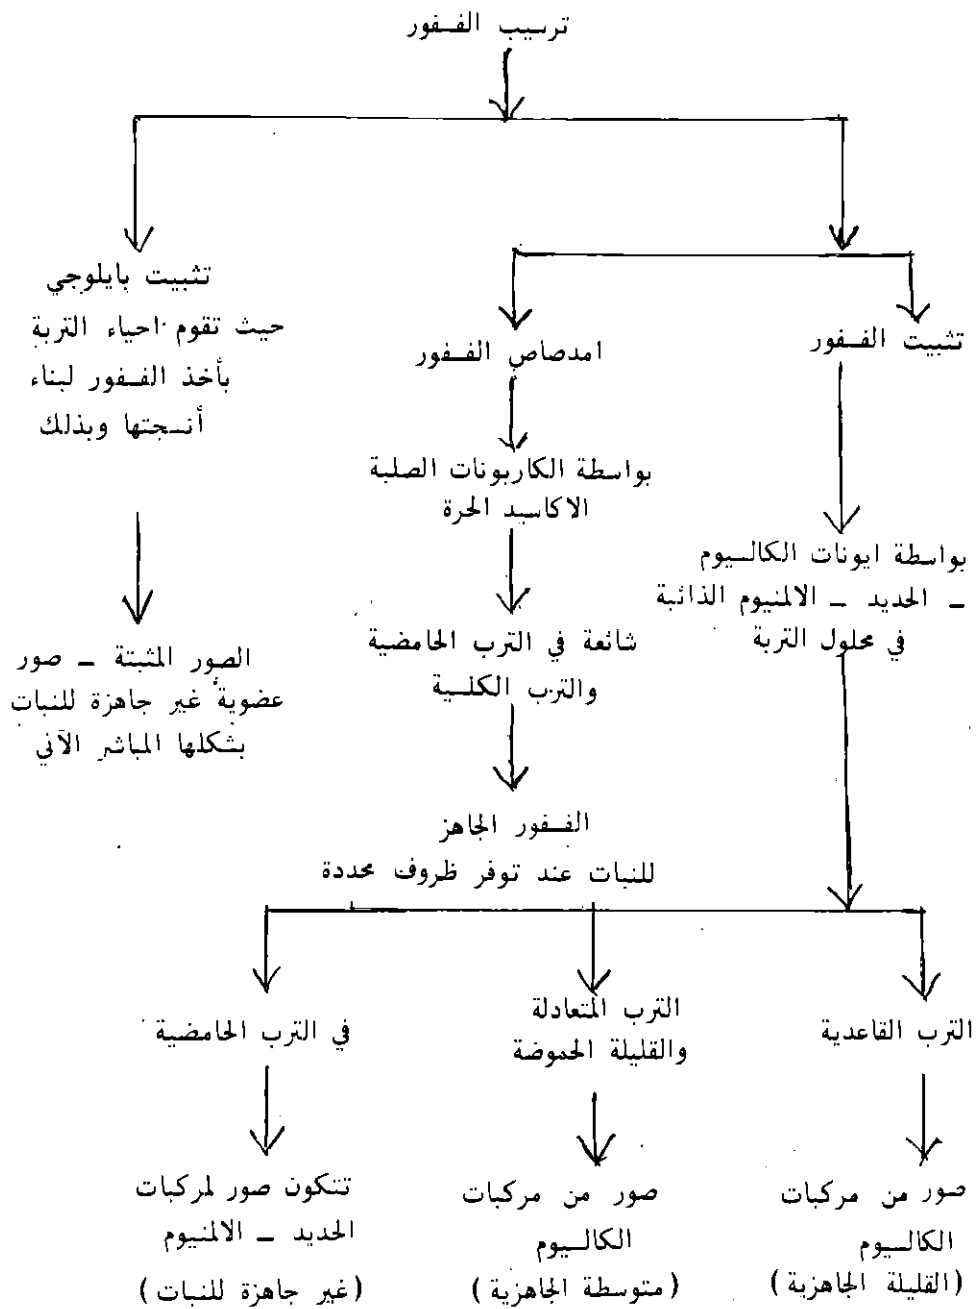 ترسيب الفسفور
تثبيت الفسفور
بواسطة ايونات الكالسيوم
ـ الحديد ـ الالمنيوم الذائبة
في محلول التربة
امدصاص الفسفور
بواسطة الكاربونات الصلبة
الاكاسيد الحرة
شائعة في الترب الحامضية
والترب الكلسية
الفسفور الجاهز
للنبات عند توفر ظروف محددة
تثبيت بايلوجي
حيث تقوم احياء التربة
بأخذ الفسفور لبناء
أنسجتها وبذلك
الصور المثبتة ـ صور
عضوية غير جاهزة للنبات
بشكلها المباشر الآني
الترب القاعدية
صور من مركبات
الكالسيوم
(القليلة الجاهزية)
الترب المتعادلة
والقليلة الحموضة
صور من مركبات
الكالسيوم
(متوسطة الجاهزية)
في الترب الحامضية
تتكون صور لمركبات
الحديد ـ الالمنيوم
(غير جاهزة للنبات)